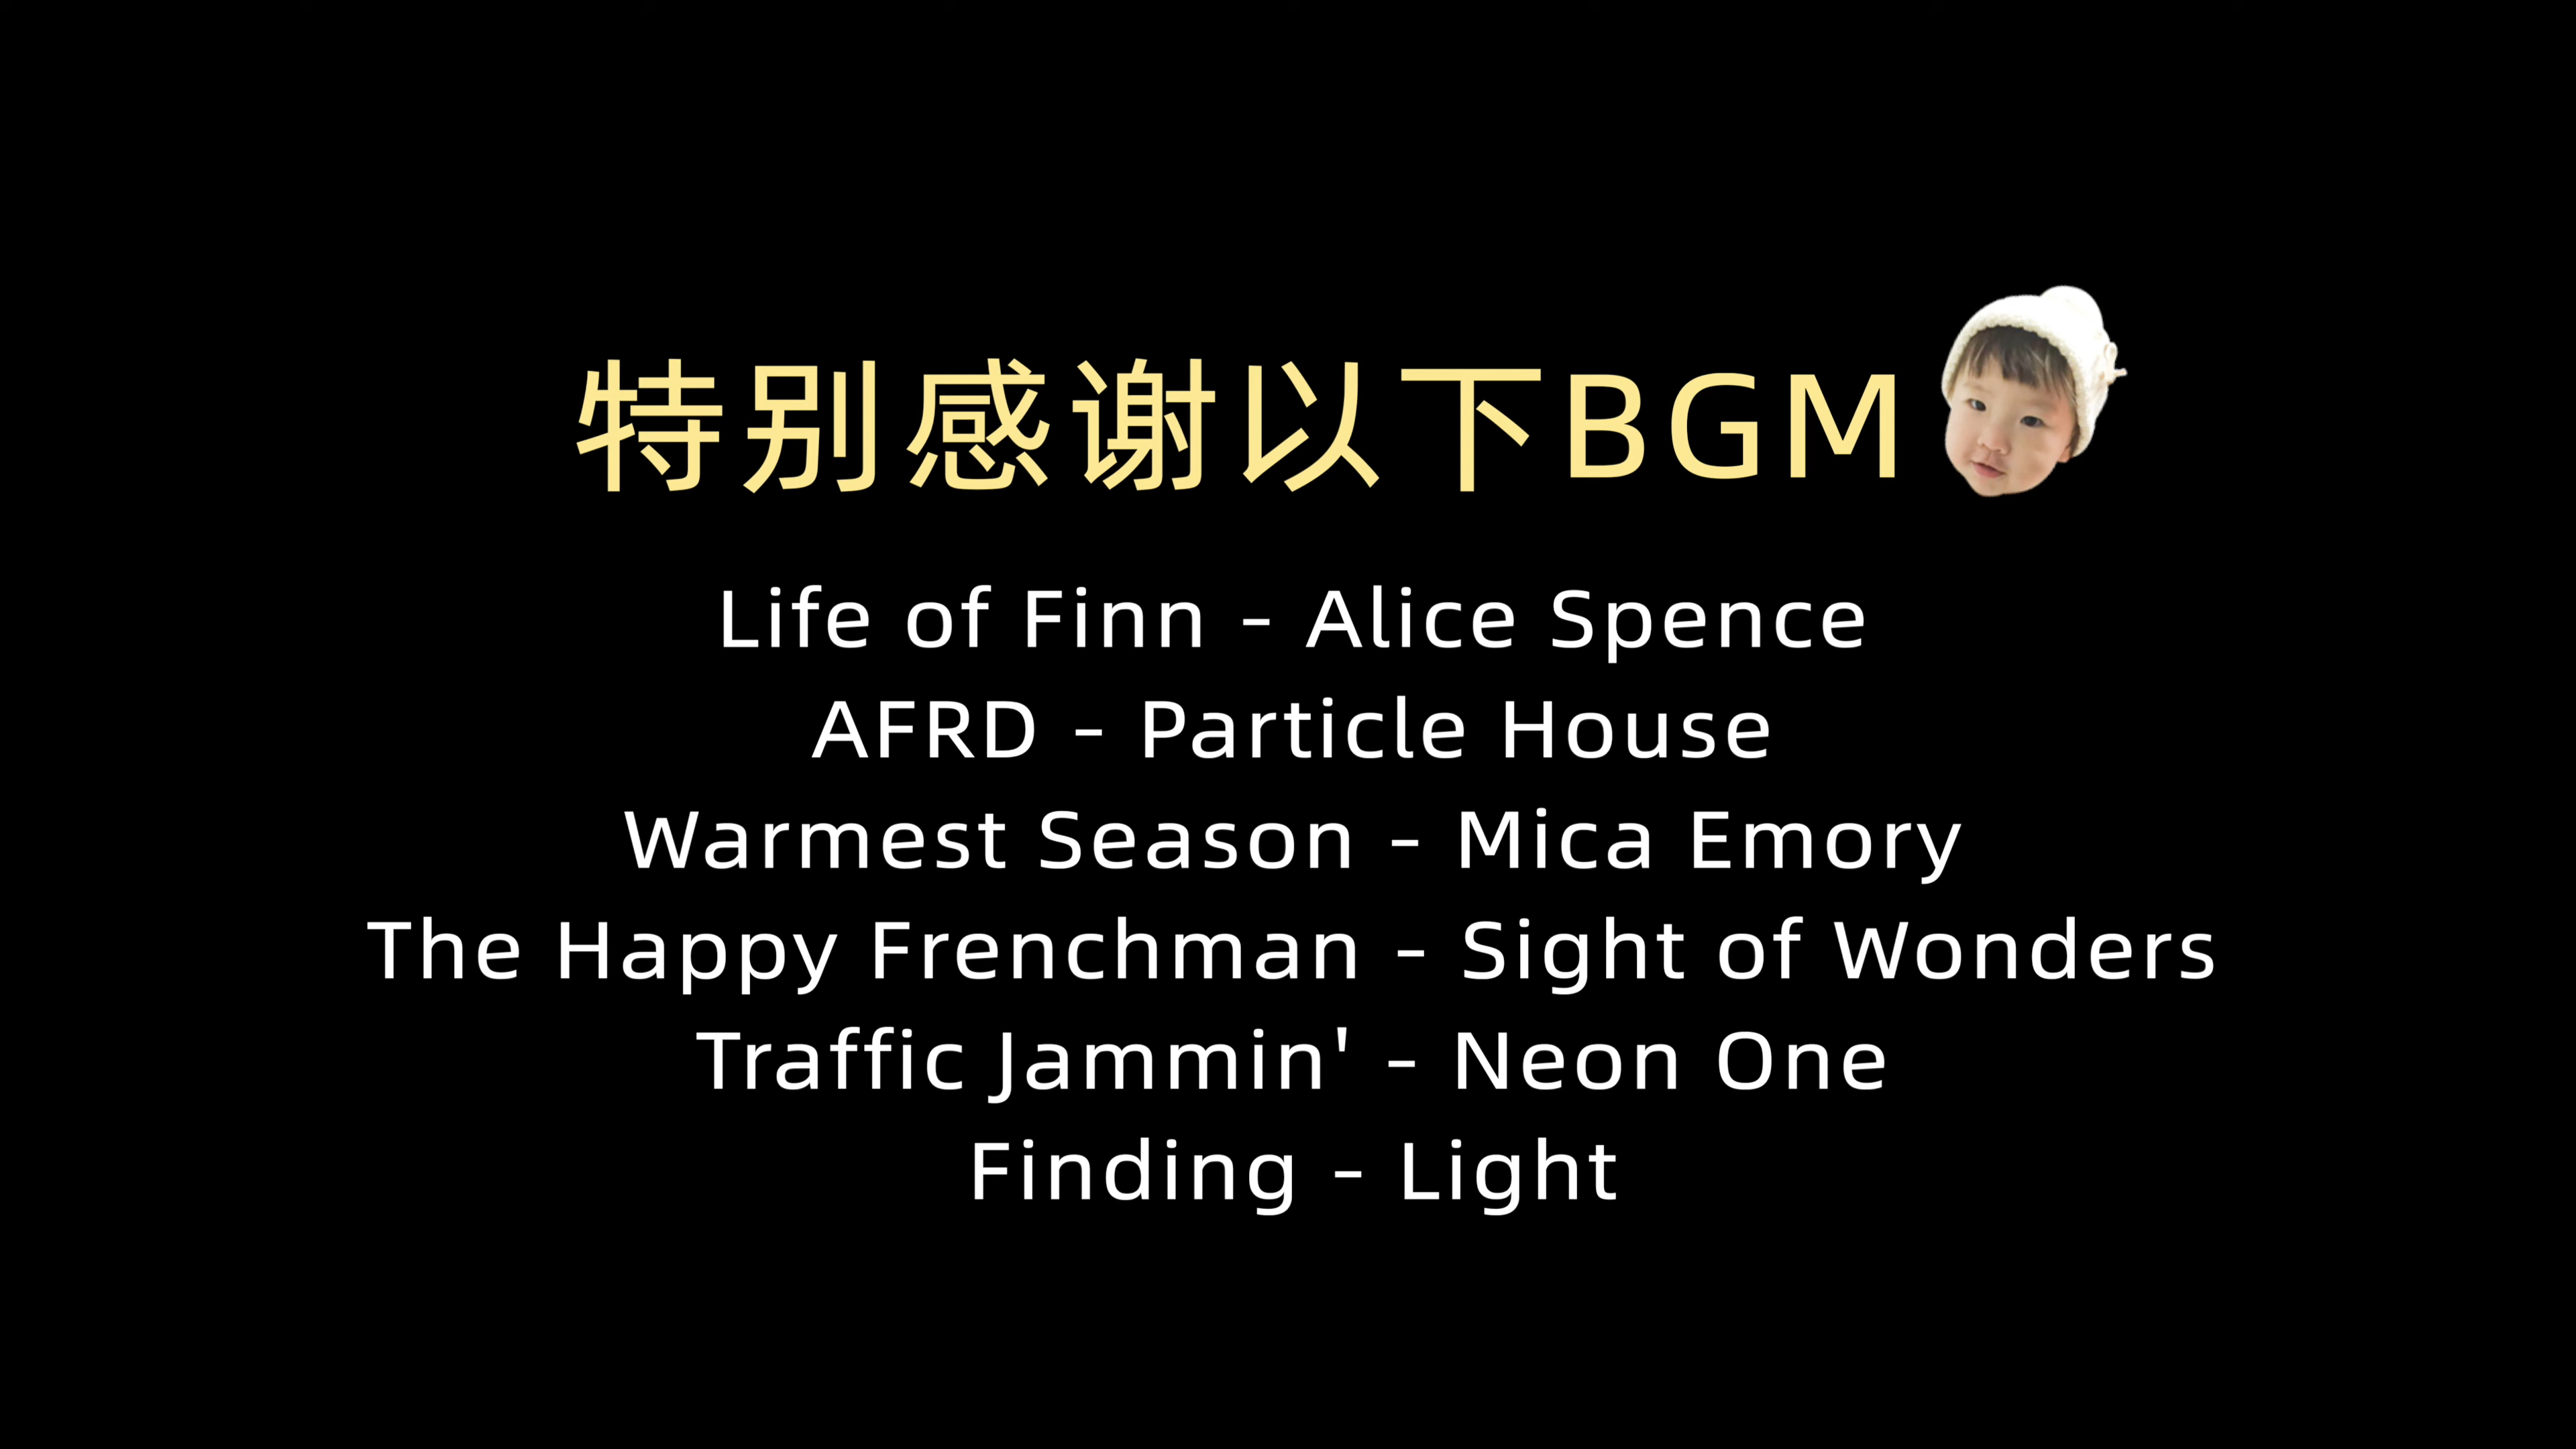 特别感谢以下BGM
Life of Finn - Alice Spence
AFRD - Particle House
Warmest Season - Mica Emory
The Happy Frenchman - Sight of Wonders
Traffic Jammin' - Neon One
Finding - Light